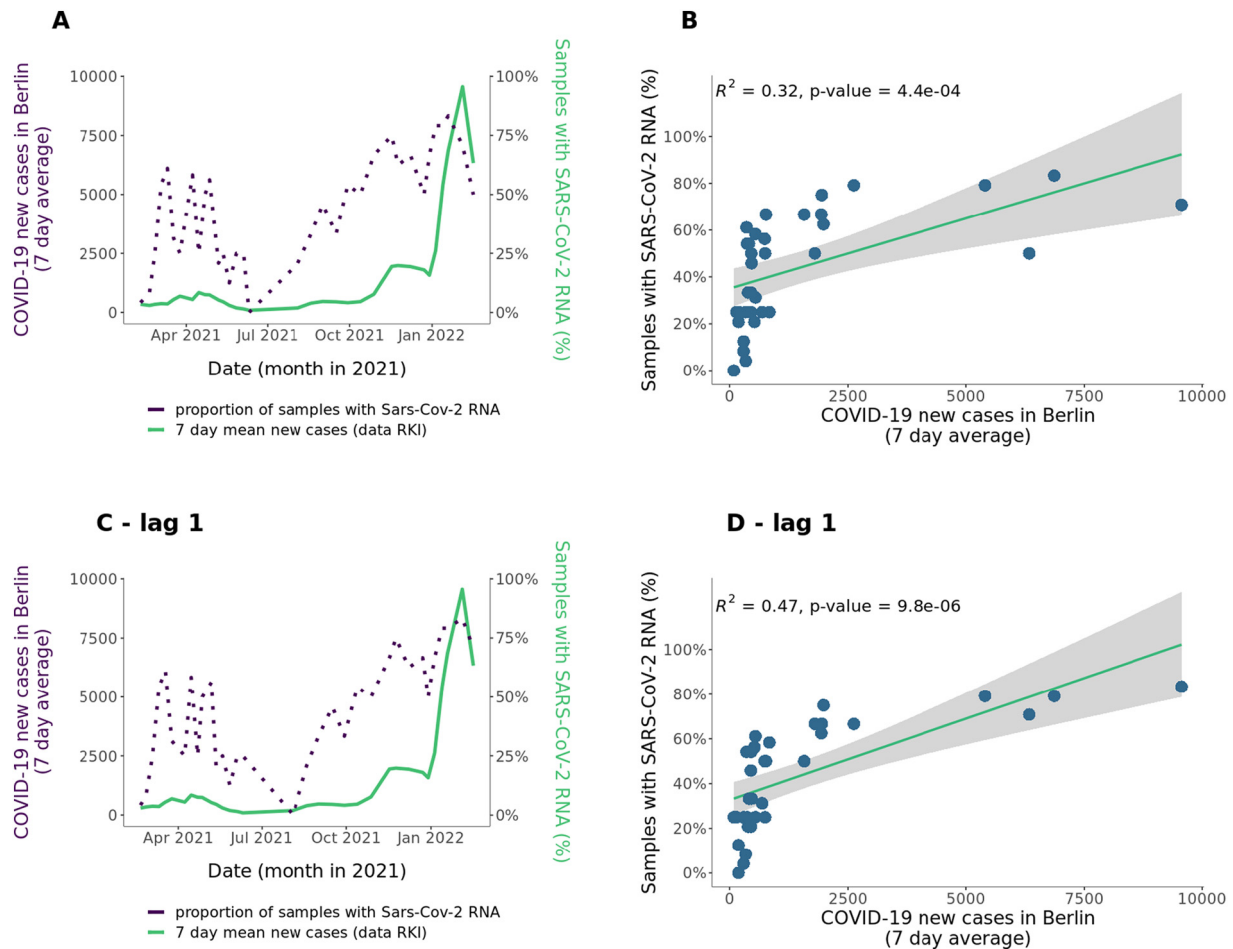 A
COVID-19 new cases in Berlin
(7 day average)
10000
7500
5000
2500
0
100%
75%
50%
25%
0%
Samples with SARS-CoV-2 RNA (%)
Apr 2021 Jul 2021 Oct 2021 Jan 2022
Date (month in 2021)
proportion of samples with Sars-Cov-2 RNA
7 day mean new cases (data RKI)
B
Samples with SARS-CoV-2 RNA (%)
R² = 0.32, p-value = 4.4e-04
100%
80%
60%
40%
20%
0%
0 2500 5000 7500 10000
COVID-19 new cases in Berlin
(7 day average)
C - lag 1
COVID-19 new cases in Berlin
(7 day average)
10000
7500
5000
2500
0
100%
75%
50%
25%
0%
Samples with SARS-CoV-2 RNA (%)
Apr 2021 Jul 2021 Oct 2021 Jan 2022
Date (month in 2021)
proportion of samples with Sars-Cov-2 RNA
7 day mean new cases (data RKI)
D - lag 1
Samples with SARS-CoV-2 RNA (%)
R² = 0.47, p-value = 9.8e-06
100%
80%
60%
40%
20%
0%
0 2500 5000 7500 10000
COVID-19 new cases in Berlin
(7 day average)